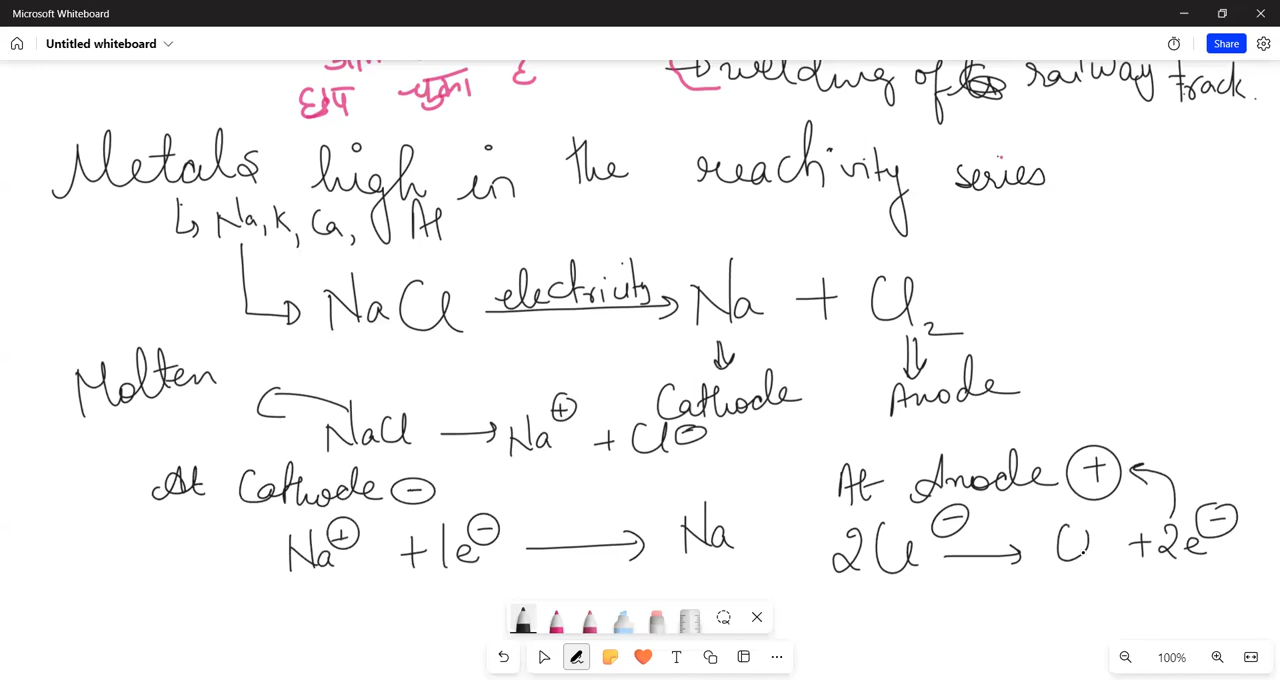 Microsoft Whiteboard
Untitled whiteboard
Share
building of railway track.
Metals high in the reactivity series
Na, K, Ca, Al
NaCl electricity Na + Cl2
Molten
Cathode Anode
NaCl → Na⊕ + Cl⊖
At Cathode ⊖
At Anode ⊕
Na⊕ + 1e⊖ → Na
2Cl⊖ → Cl + 2e⊖
100%